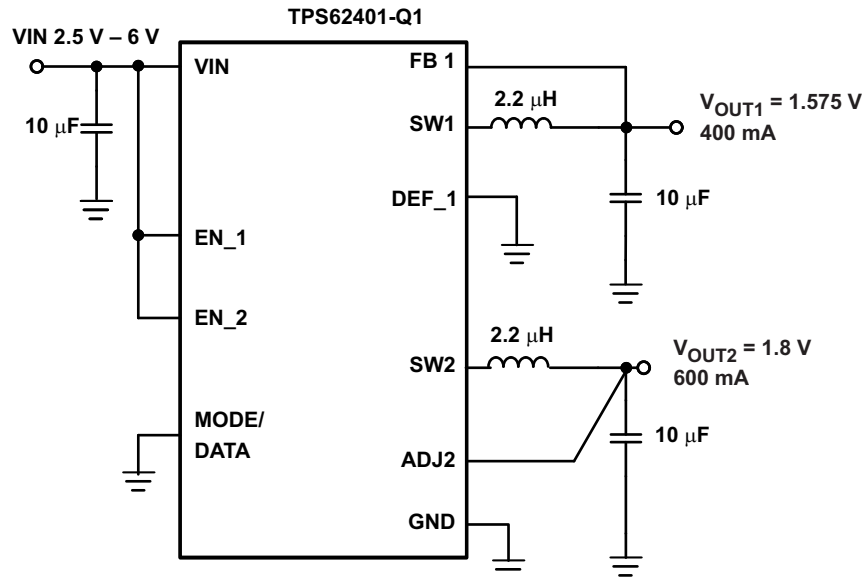 TPS62401-Q1
VIN 2.5 V – 6 V
VIN
FB 1
10 μF
2.2 μH
SW1
VOUT1 = 1.575 V
400 mA
DEF_1
10 μF
EN_1
EN_2
2.2 μH
SW2
VOUT2 = 1.8 V
600 mA
MODE/
DATA
10 μF
ADJ2
GND